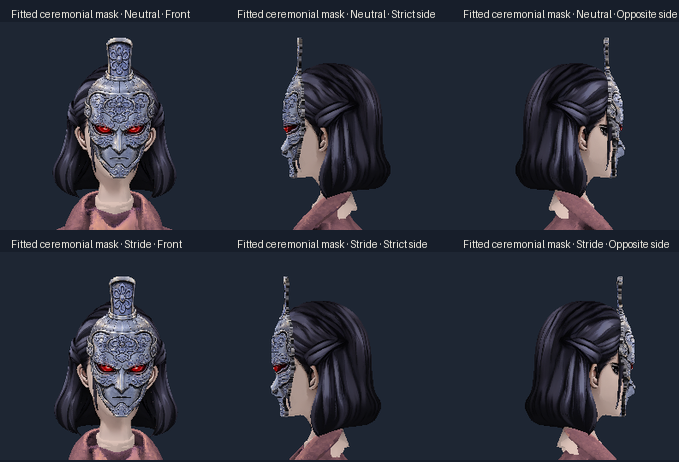 Fitted ceremonial mask · Neutral · Front
Fitted ceremonial mask · Neutral · Strict side
Fitted ceremonial mask · Neutral · Opposite side
Fitted ceremonial mask · Stride · Front
Fitted ceremonial mask · Stride · Strict side
Fitted ceremonial mask · Stride · Opposite side